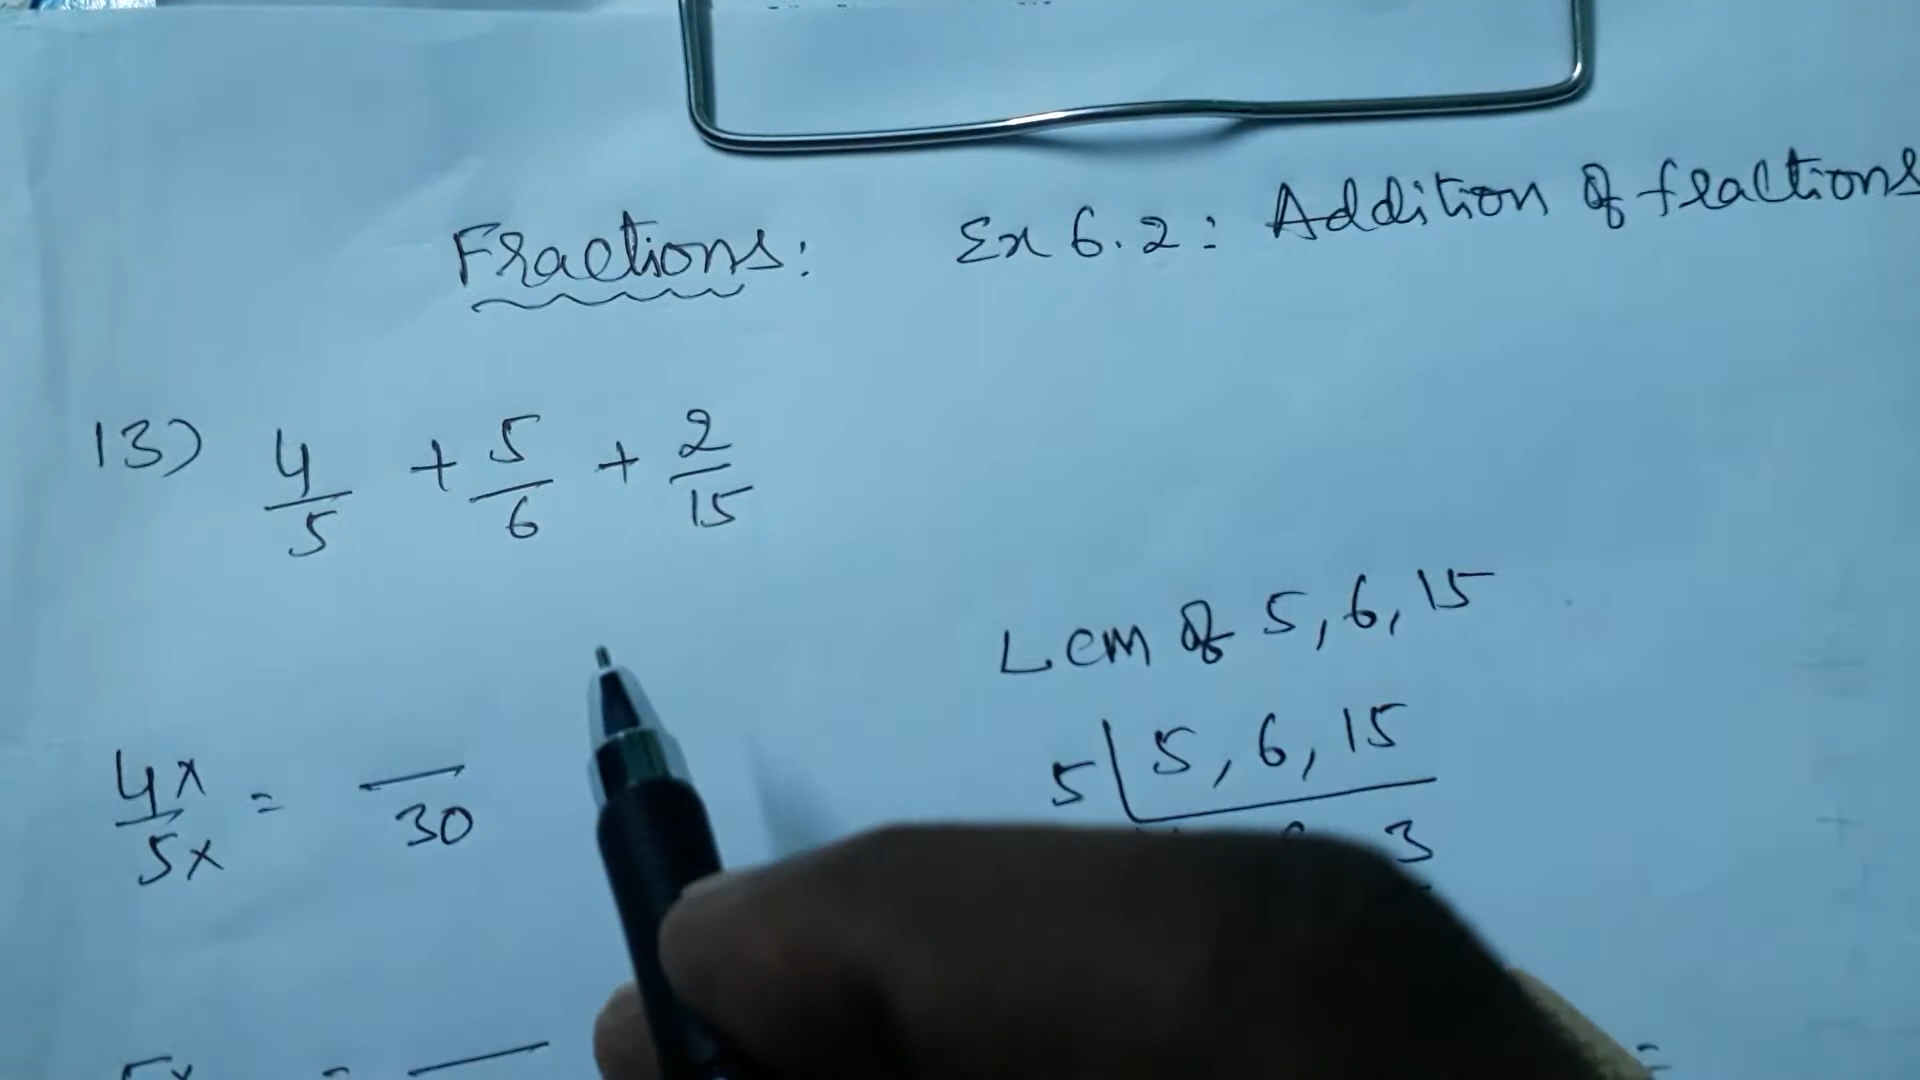 Fractions: Ex 6.2: Addition of fractions
13) 4/5 + 5/6 + 2/15
Lcm of 5, 6, 15
4x/5x = /30
5 | 5, 6, 15
3
5x = 
=